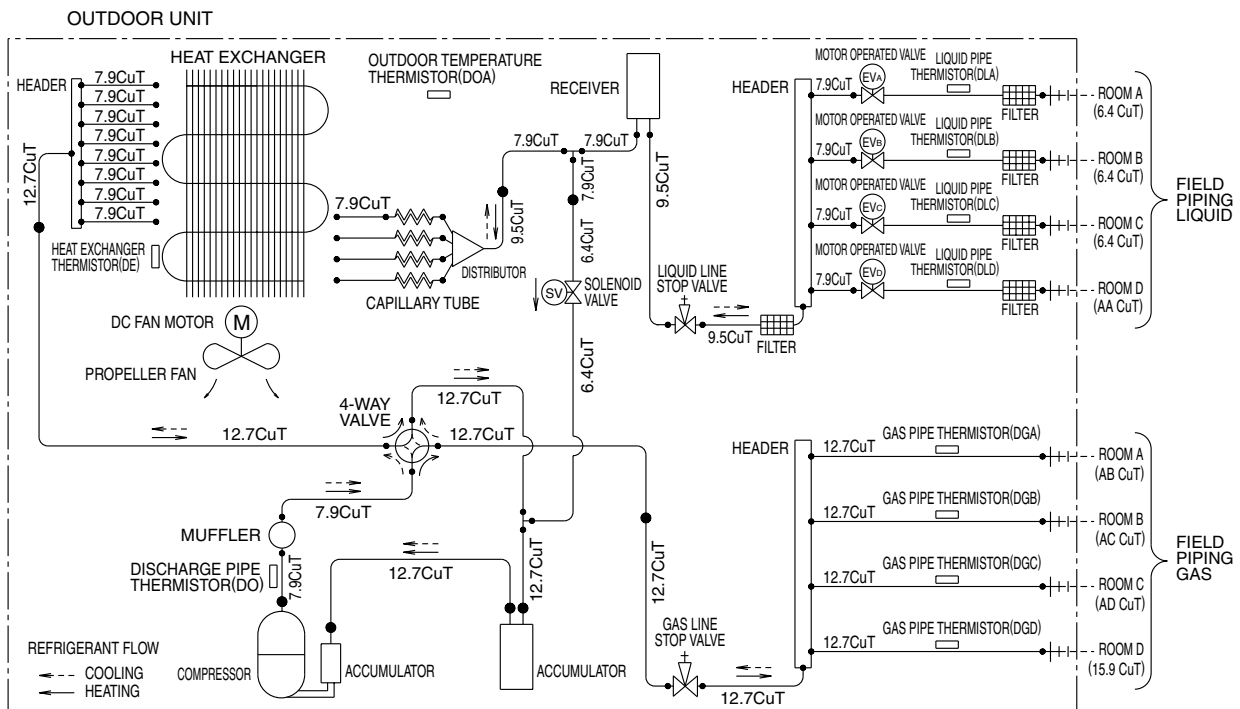 OUTDOOR UNIT
HEAT EXCHANGER
HEADER
7.9CuT
7.9CuT
7.9CuT
7.9CuT
7.9CuT
7.9CuT
7.9CuT
7.9CuT
12.7CuT
HEAT EXCHANGER
THERMISTOR(DE)
DC FAN MOTOR
M
PROPELLER FAN
OUTDOOR TEMPERATURE
THERMISTOR(DOA)
7.9CuT
CAPILLARY TUBE
DISTRIBUTOR
9.5CuT
7.9CuT
7.9CuT
7.9CuT
6.4CuT
SV
SOLENOID
VALVE
6.4CuT
RECEIVER
9.5CuT
LIQUID LINE
STOP VALVE
9.5CuT
FILTER
HEADER
MOTOR OPERATED VALVE
7.9CuT
EVA
LIQUID PIPE
THERMISTOR(DLA)
FILTER
ROOM A
(6.4 CuT)
MOTOR OPERATED VALVE
7.9CuT
EVB
LIQUID PIPE
THERMISTOR(DLB)
FILTER
ROOM B
(6.4 CuT)
MOTOR OPERATED VALVE
7.9CuT
EVC
LIQUID PIPE
THERMISTOR(DLC)
FILTER
ROOM C
(6.4 CuT)
MOTOR OPERATED VALVE
7.9CuT
EVD
LIQUID PIPE
THERMISTOR(DLD)
FILTER
ROOM D
(AA CuT)
FIELD
PIPING
LIQUID
4-WAY
VALVE
12.7CuT
12.7CuT
12.7CuT
7.9CuT
MUFFLER
DISCHARGE PIPE
THERMISTOR(DO)
7.9CuT
12.7CuT
12.7CuT
12.7CuT
COMPRESSOR
ACCUMULATOR
ACCUMULATOR
REFRIGERANT FLOW
COOLING
HEATING
GAS LINE
STOP VALVE
12.7CuT
HEADER
12.7CuT
GAS PIPE THERMISTOR(DGA)
ROOM A
(AB CuT)
12.7CuT
GAS PIPE THERMISTOR(DGB)
ROOM B
(AC CuT)
12.7CuT
GAS PIPE THERMISTOR(DGC)
ROOM C
(AD CuT)
12.7CuT
GAS PIPE THERMISTOR(DGD)
ROOM D
(15.9 CuT)
FIELD
PIPING
GAS